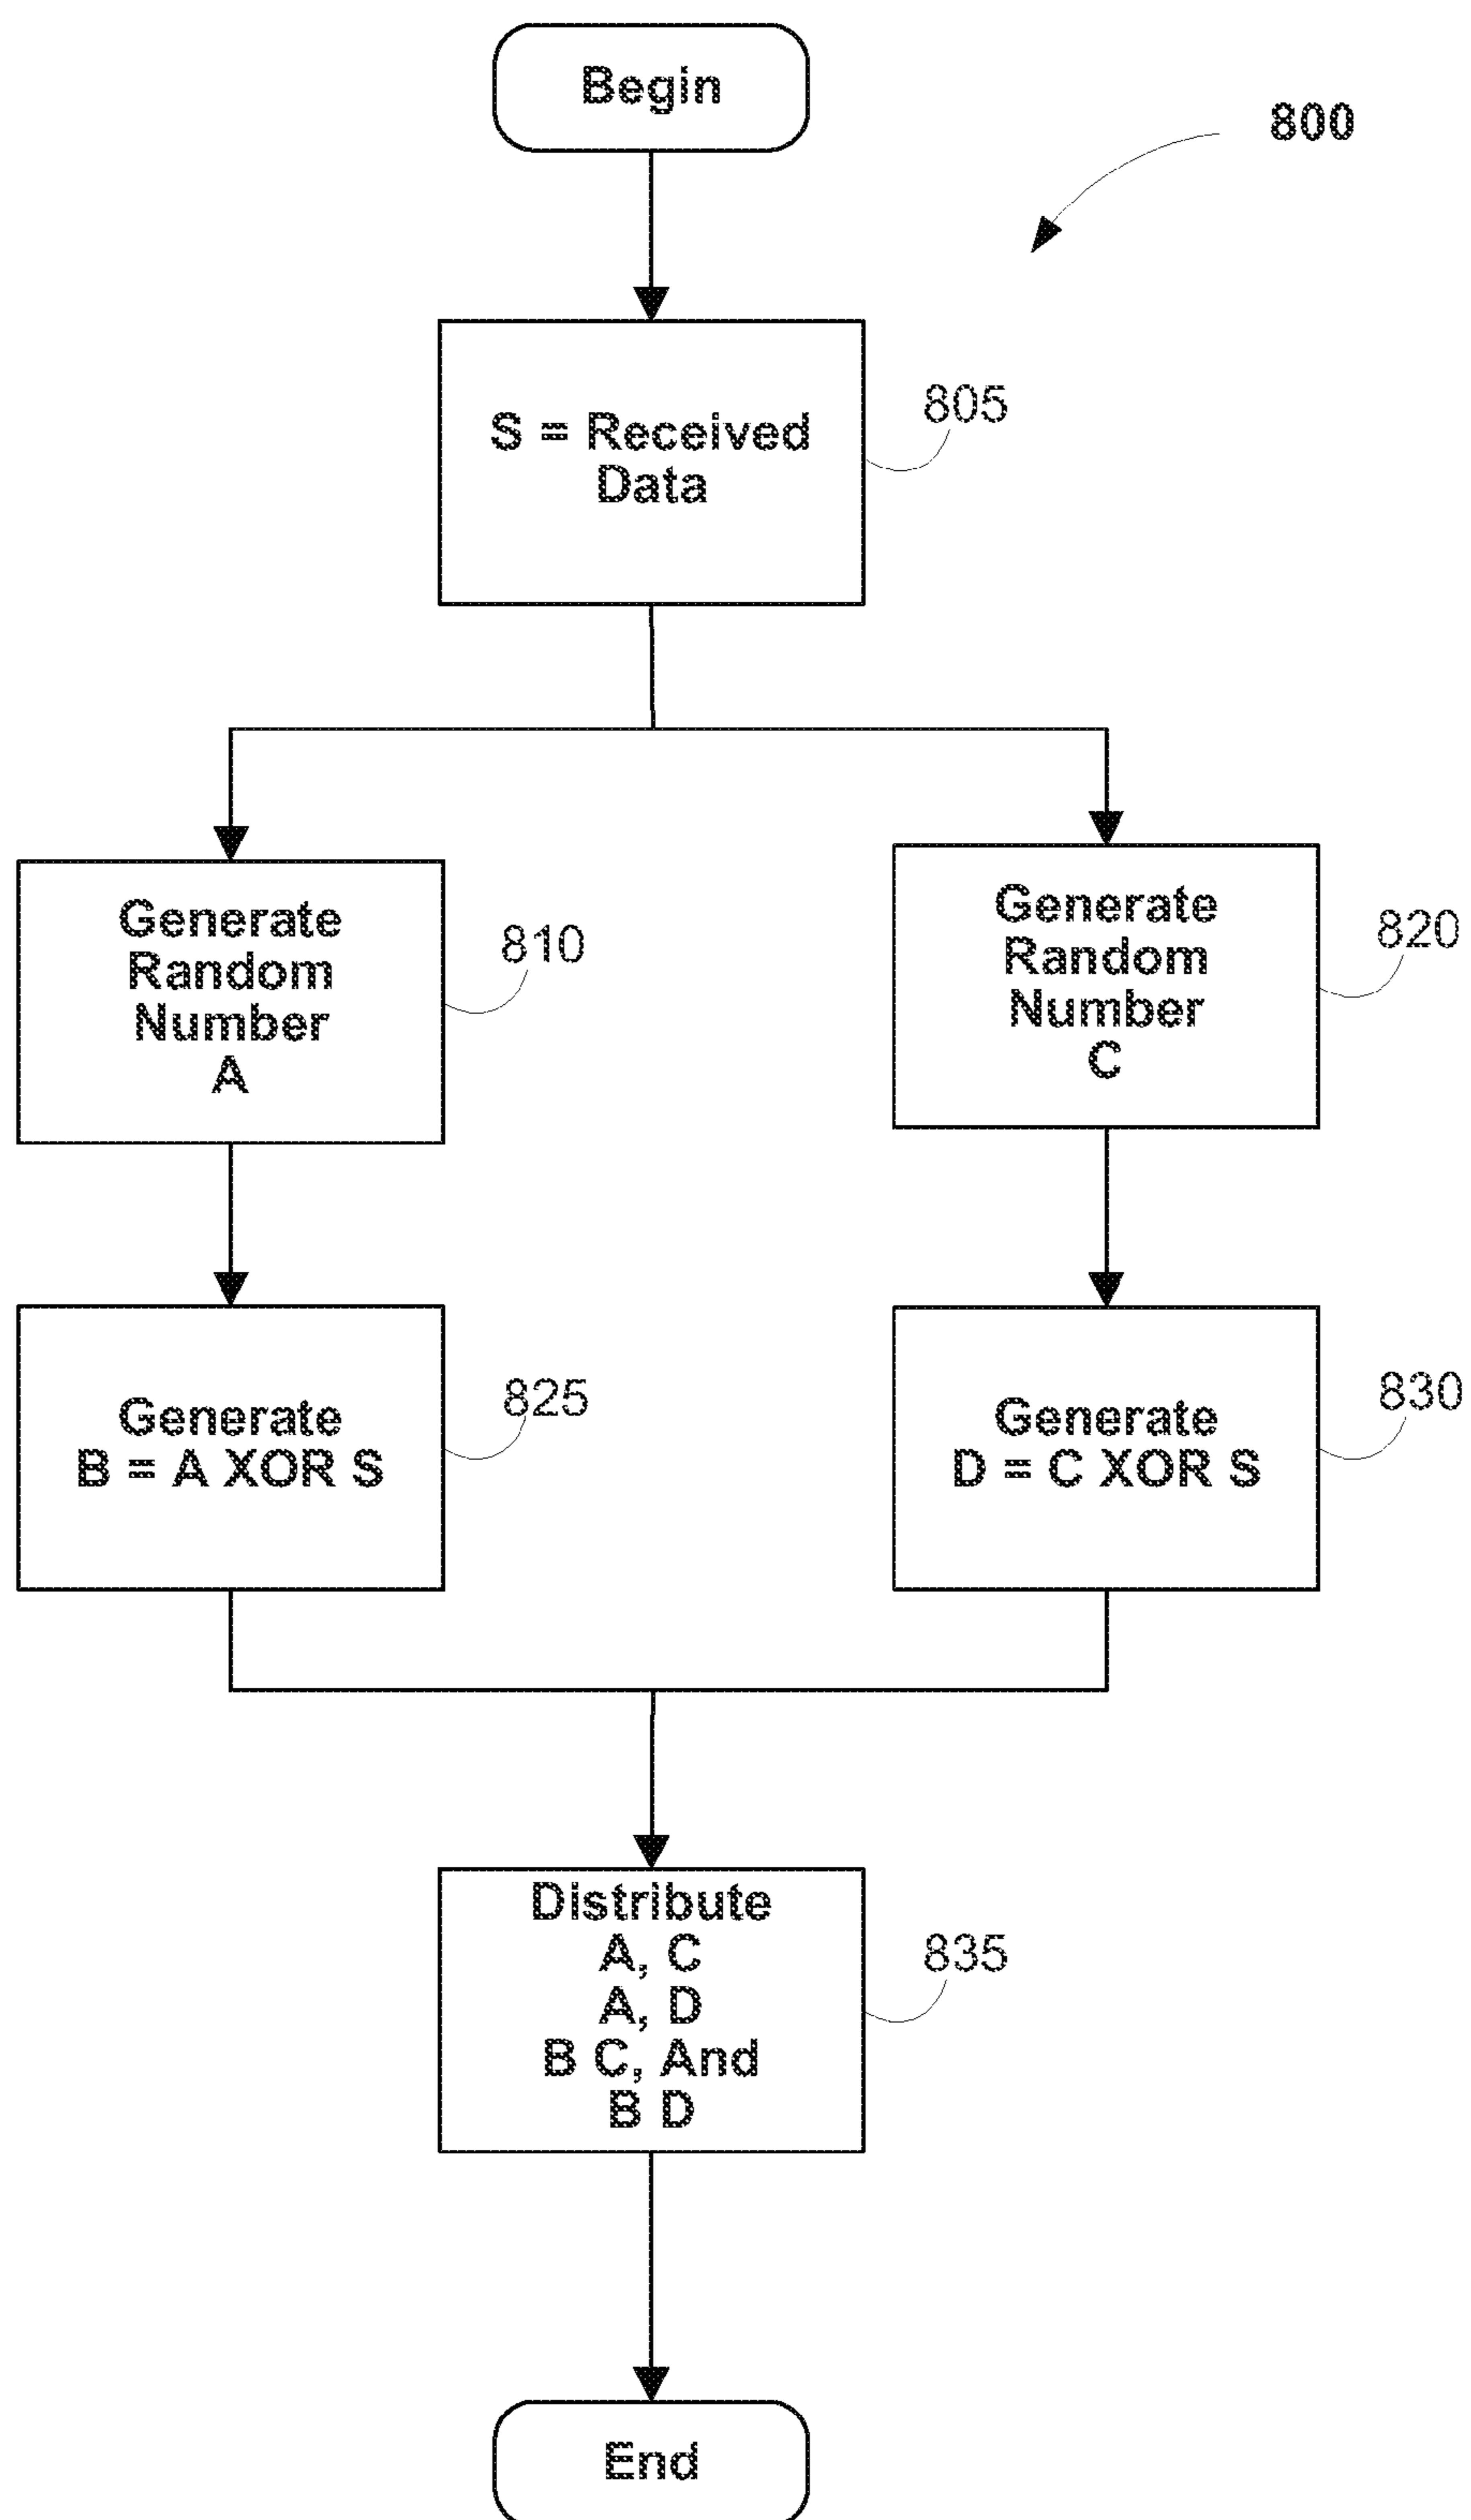 Begin
800
S = Received
Data
805
Generate
Random
Number
A
810
Generate
Random
Number
C
820
Generate
B = A XOR S
825
Generate
D = C XOR S
830
Distribute
A, C
A, D
B C, And
B D
835
End